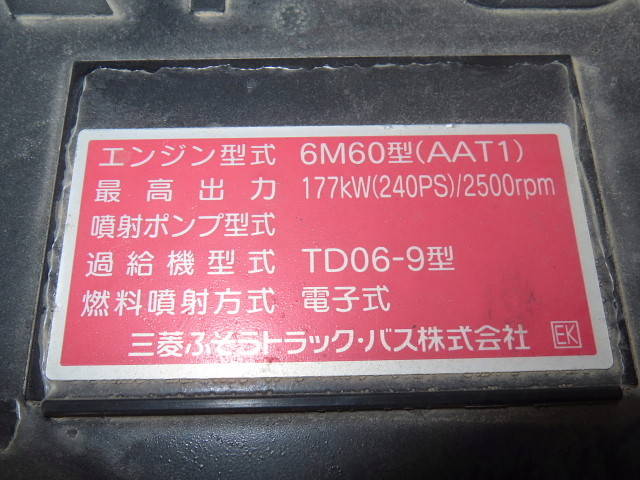 エンジン型式 6M60型(AAT1)
最高出力 177kW(240PS)/2500rpm
噴射ポンプ型式
過給機型式 TD06-9型
燃料噴射方式 電子式
三菱ふそうトラック・バス株式会社 EK